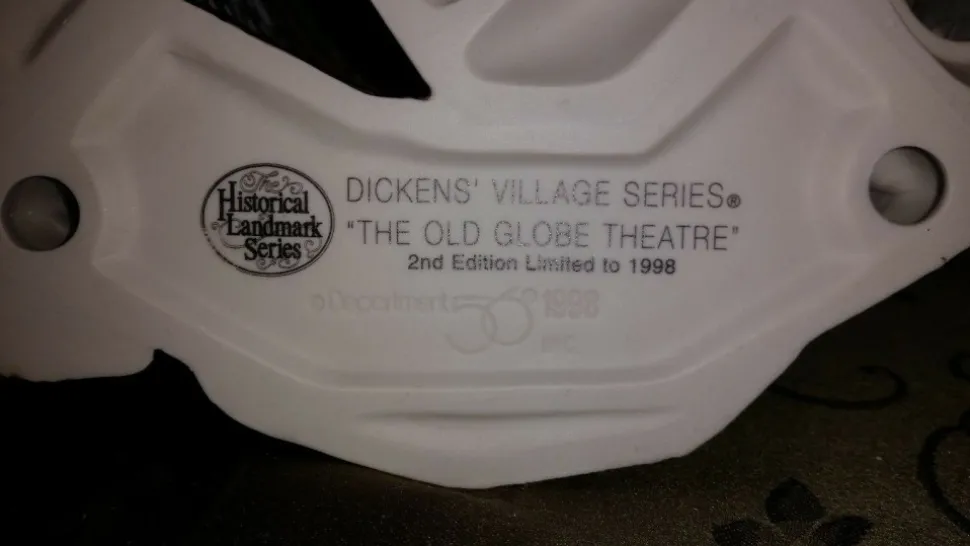 The
Historical
Landmark
Series
DICKENS' VILLAGE SERIES®
"THE OLD GLOBE THEATRE"
2nd Edition Limited to 1998
©Department 56® 1998
INC.